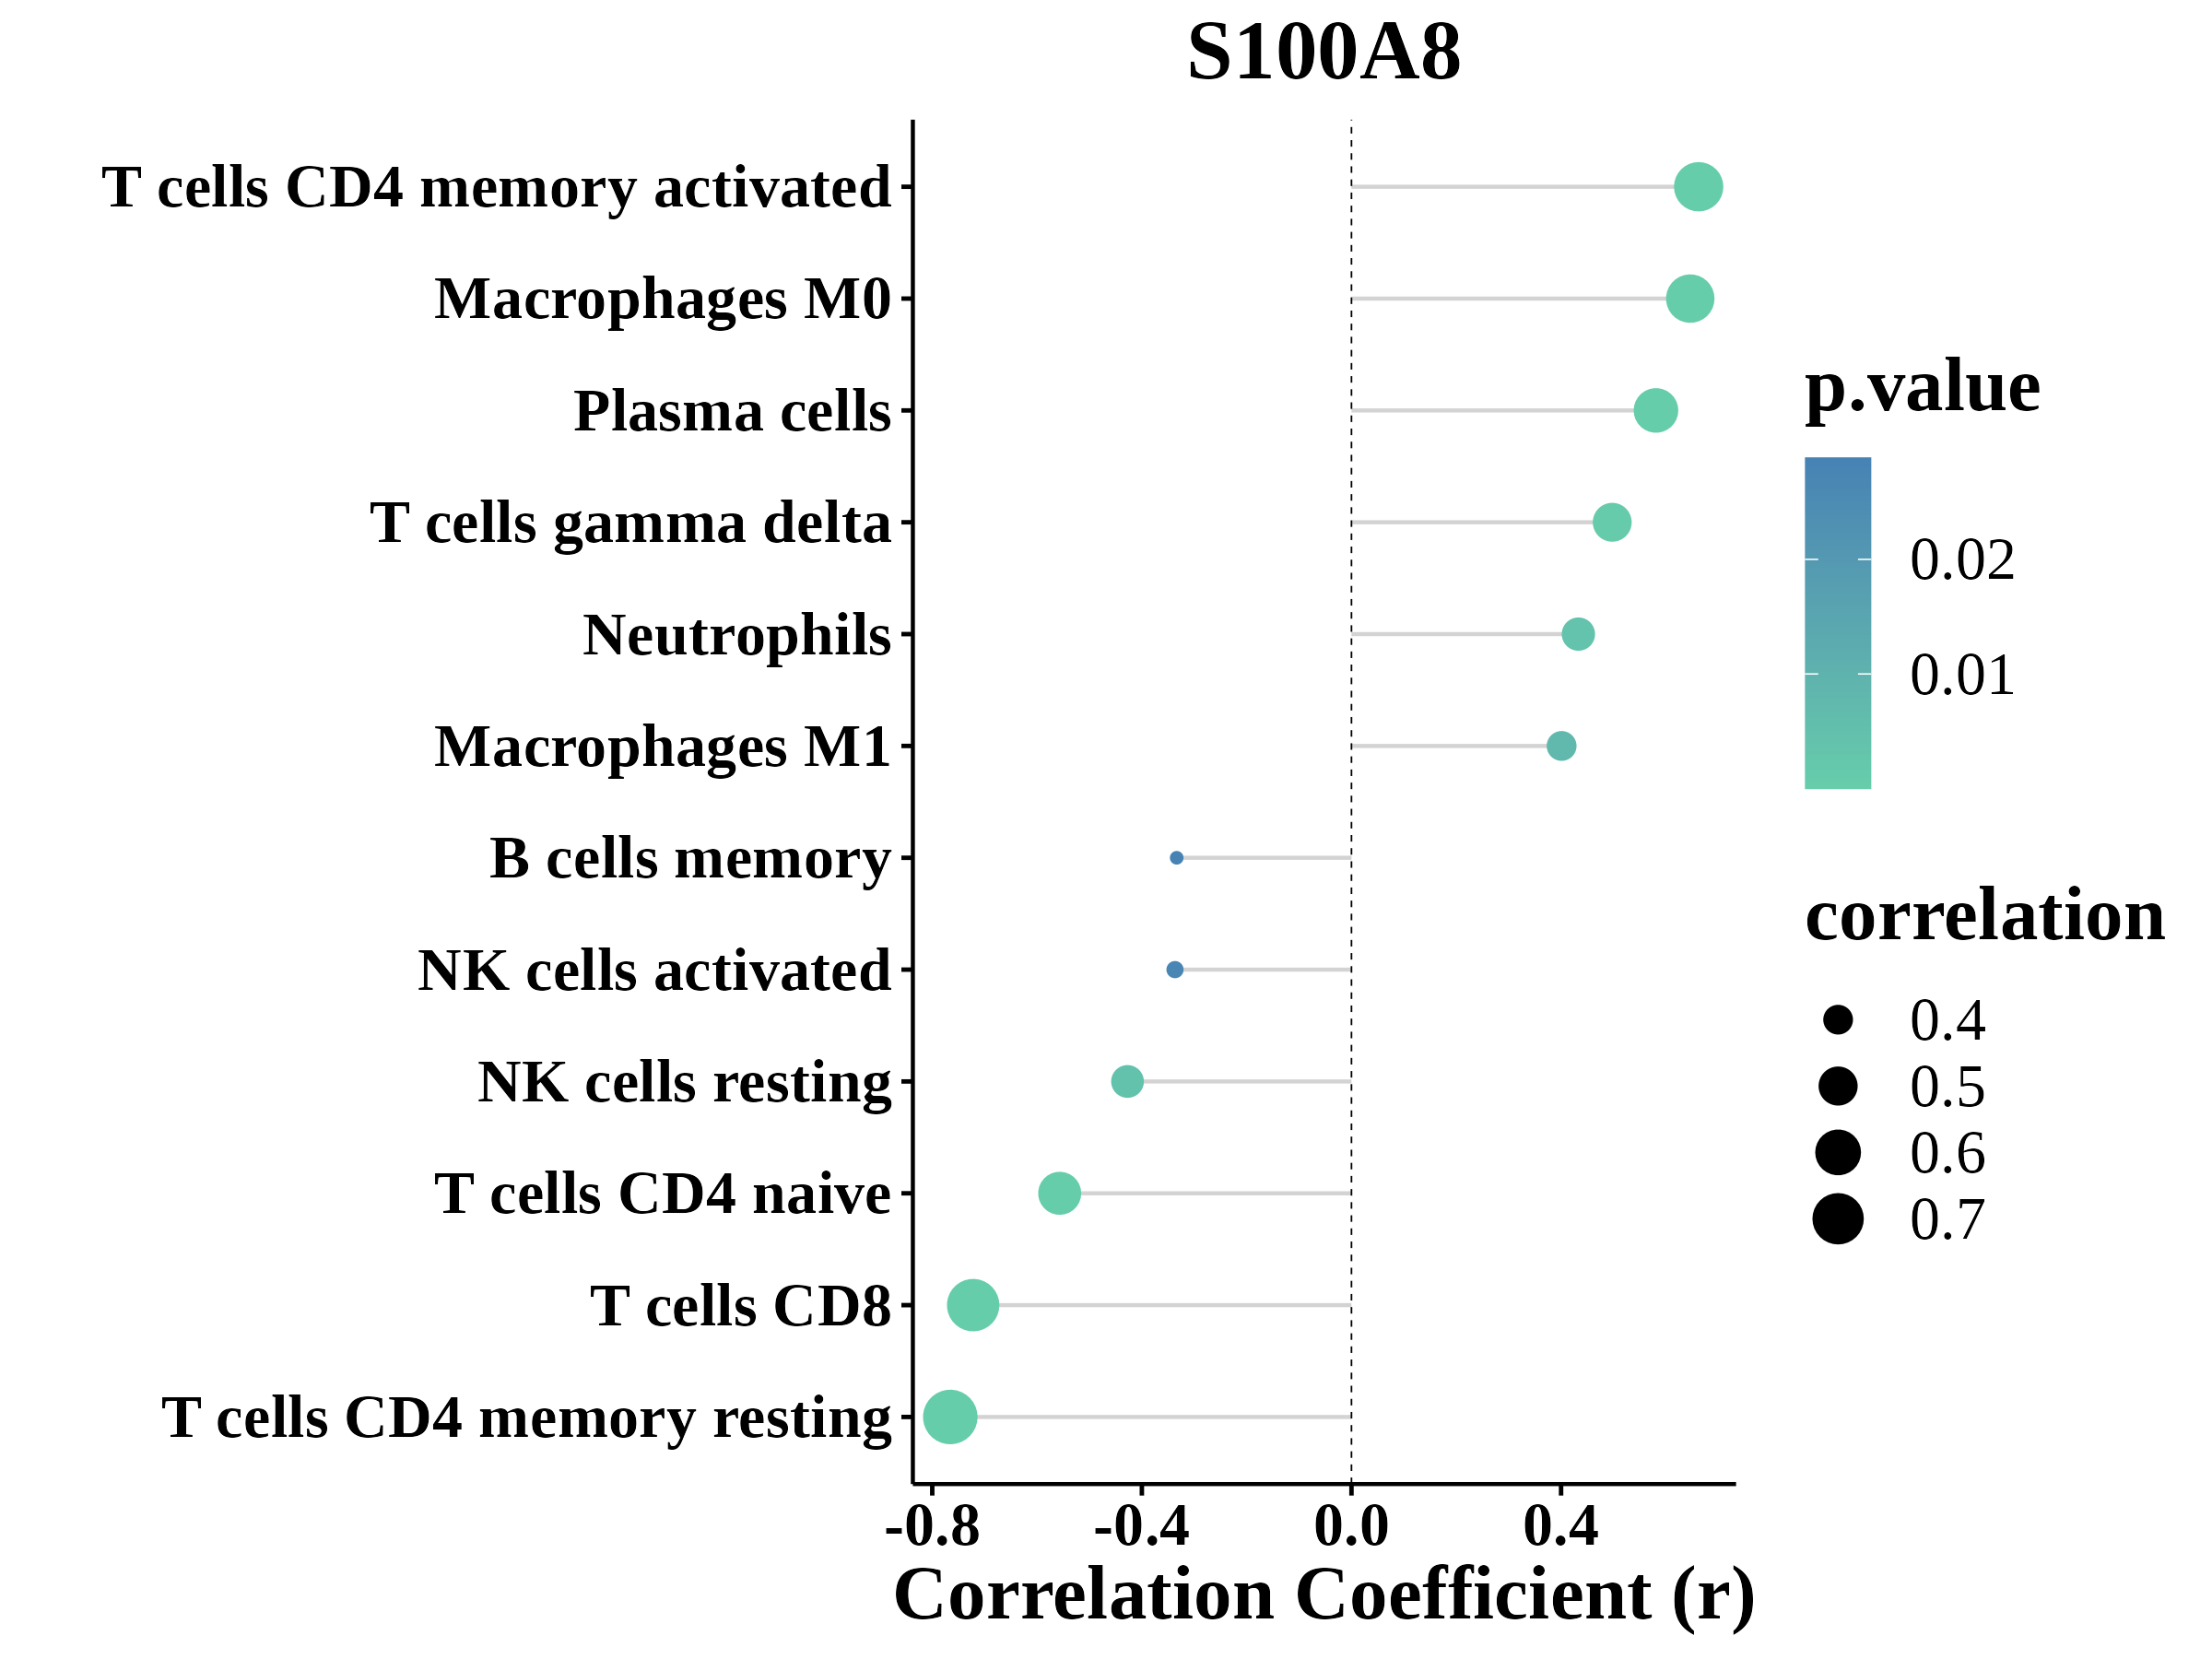 S100A8
T cells CD4 memory activated
Macrophages M0
Plasma cells
T cells gamma delta
Neutrophils
Macrophages M1
B cells memory
NK cells activated
NK cells resting
T cells CD4 naive
T cells CD8
T cells CD4 memory resting
-0.8 -0.4 0.0 0.4
Correlation Coefficient (r)
p.value
0.02
0.01
correlation
0.4
0.5
0.6
0.7